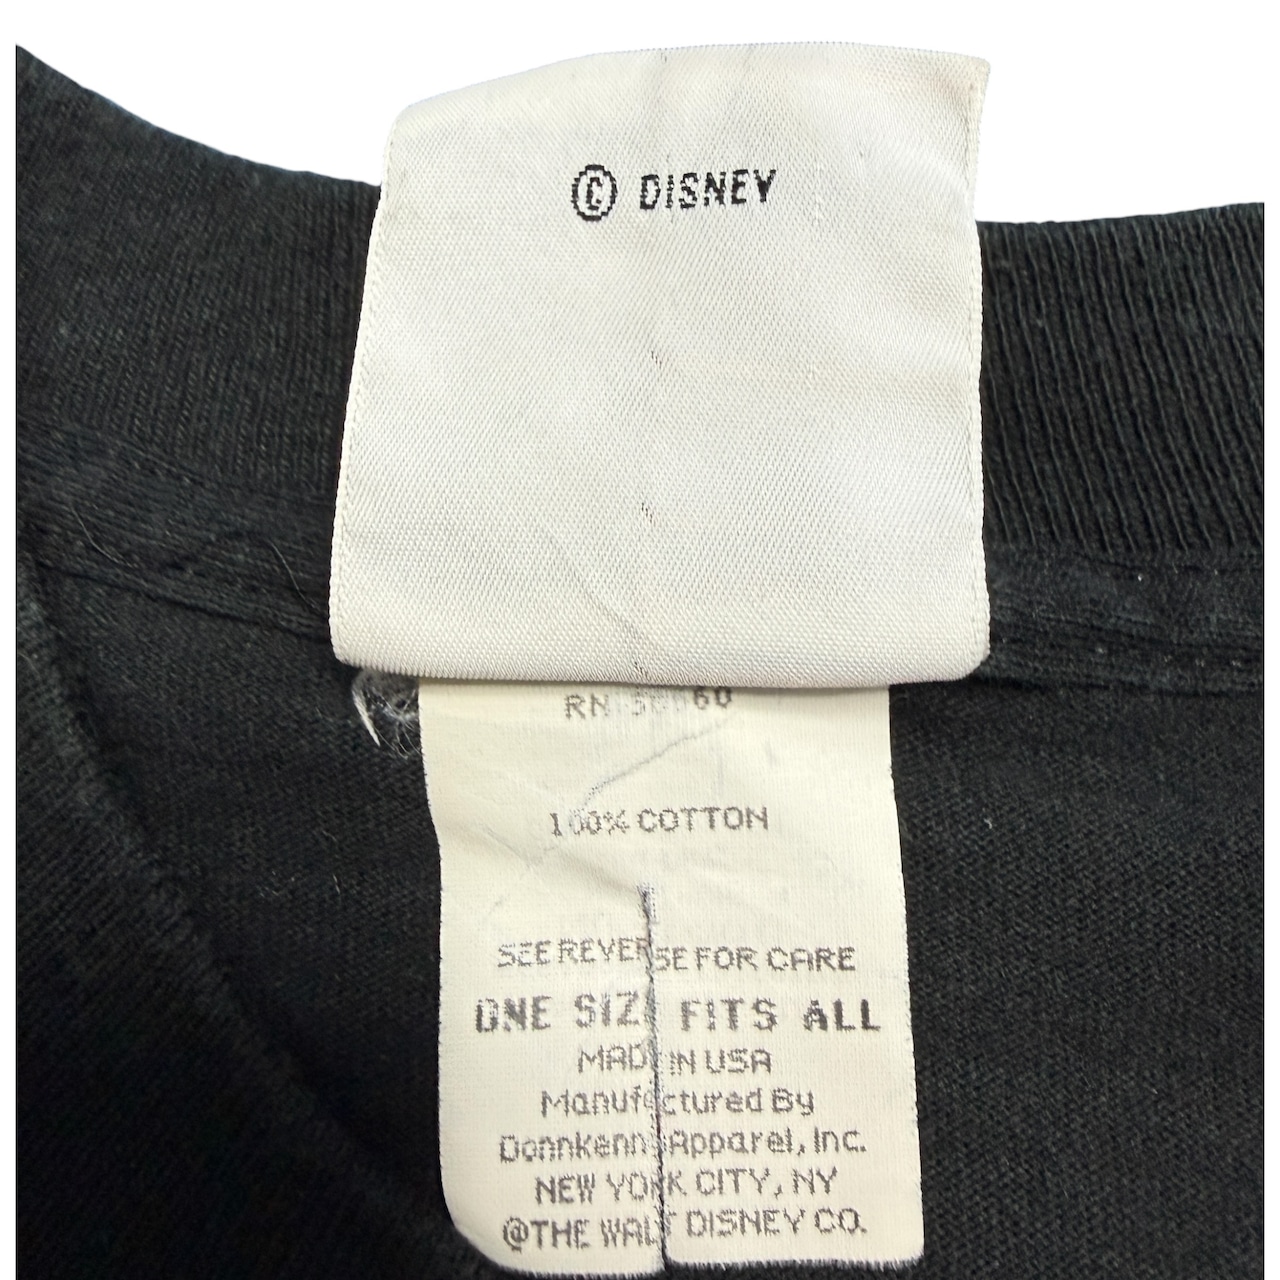 © DISNEY
RN
100% COTTON
SEE REVERSE FOR CARE
ONE SIZE FITS ALL
MADE IN USA
Manufactured By
Donnkenny Apparel, Inc.
NEW YORK CITY, NY
@THE WALT DISNEY CO.